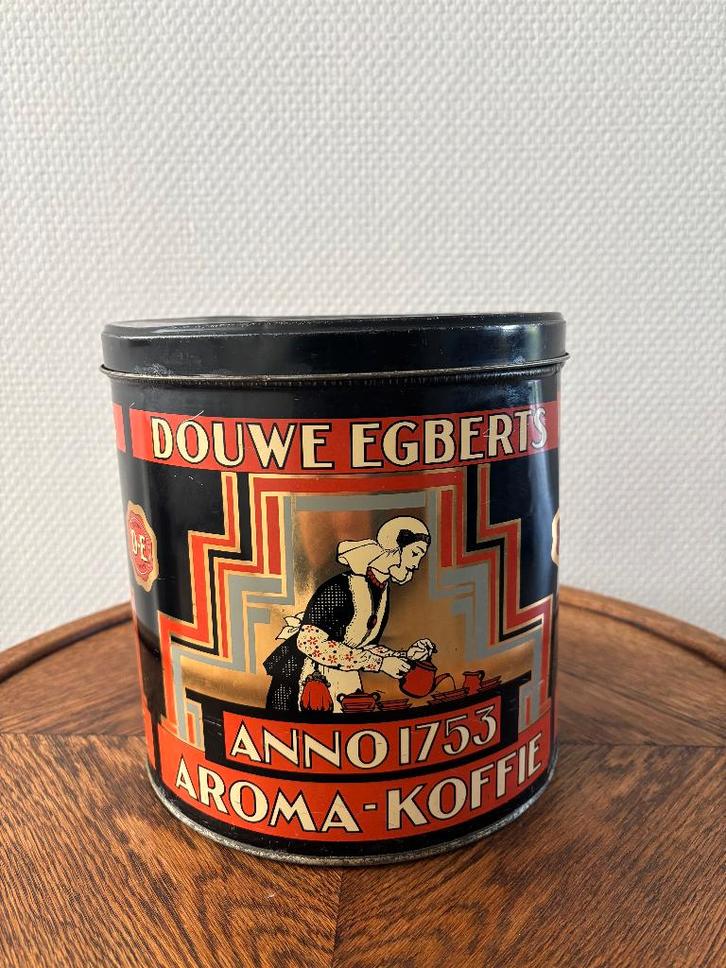 DOUWE EGBERTS
D.E.
ANNO 1753
AROMA-KOFFIE